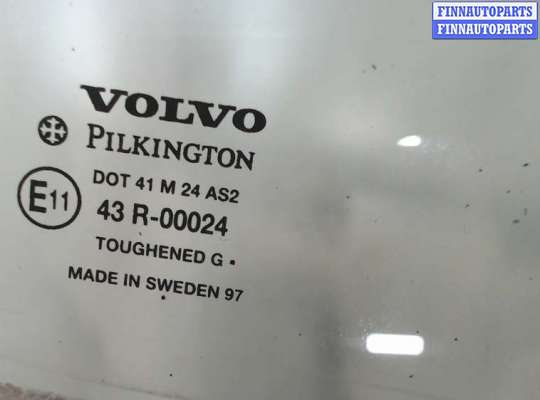 FINNAUTOPARTS
FINNAUTOPARTS
VOLVO
PILKINGTON
DOT 41 M 24 AS2
E11
43 R-00024
TOUGHENED G
MADE IN SWEDEN 97